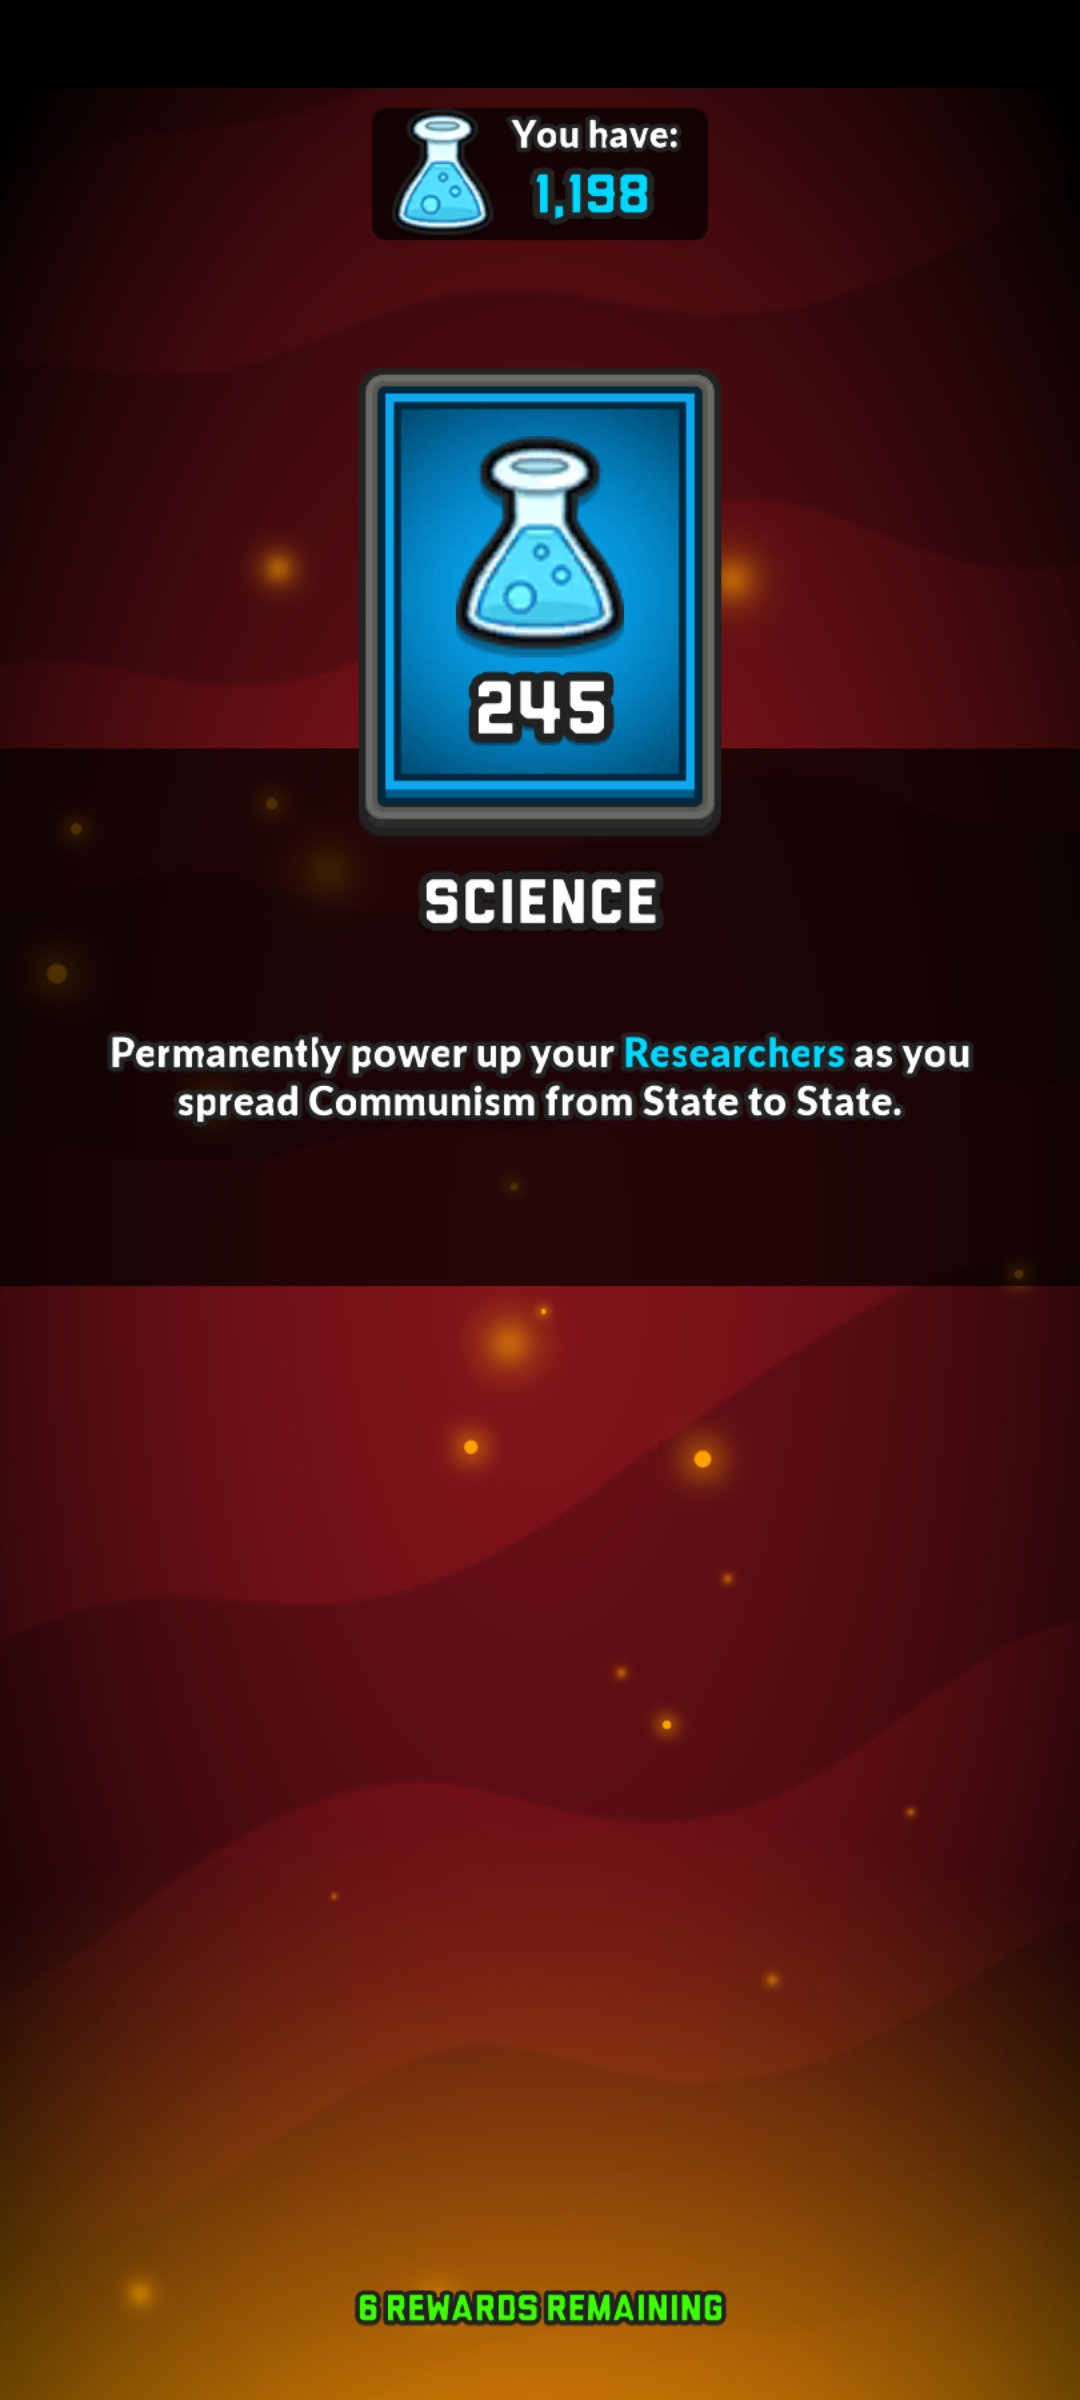 You have:
1,198
245
SCIENCE
Permanently power up your Researchers as you
spread Communism from State to State.
6 REWARDS REMAINING